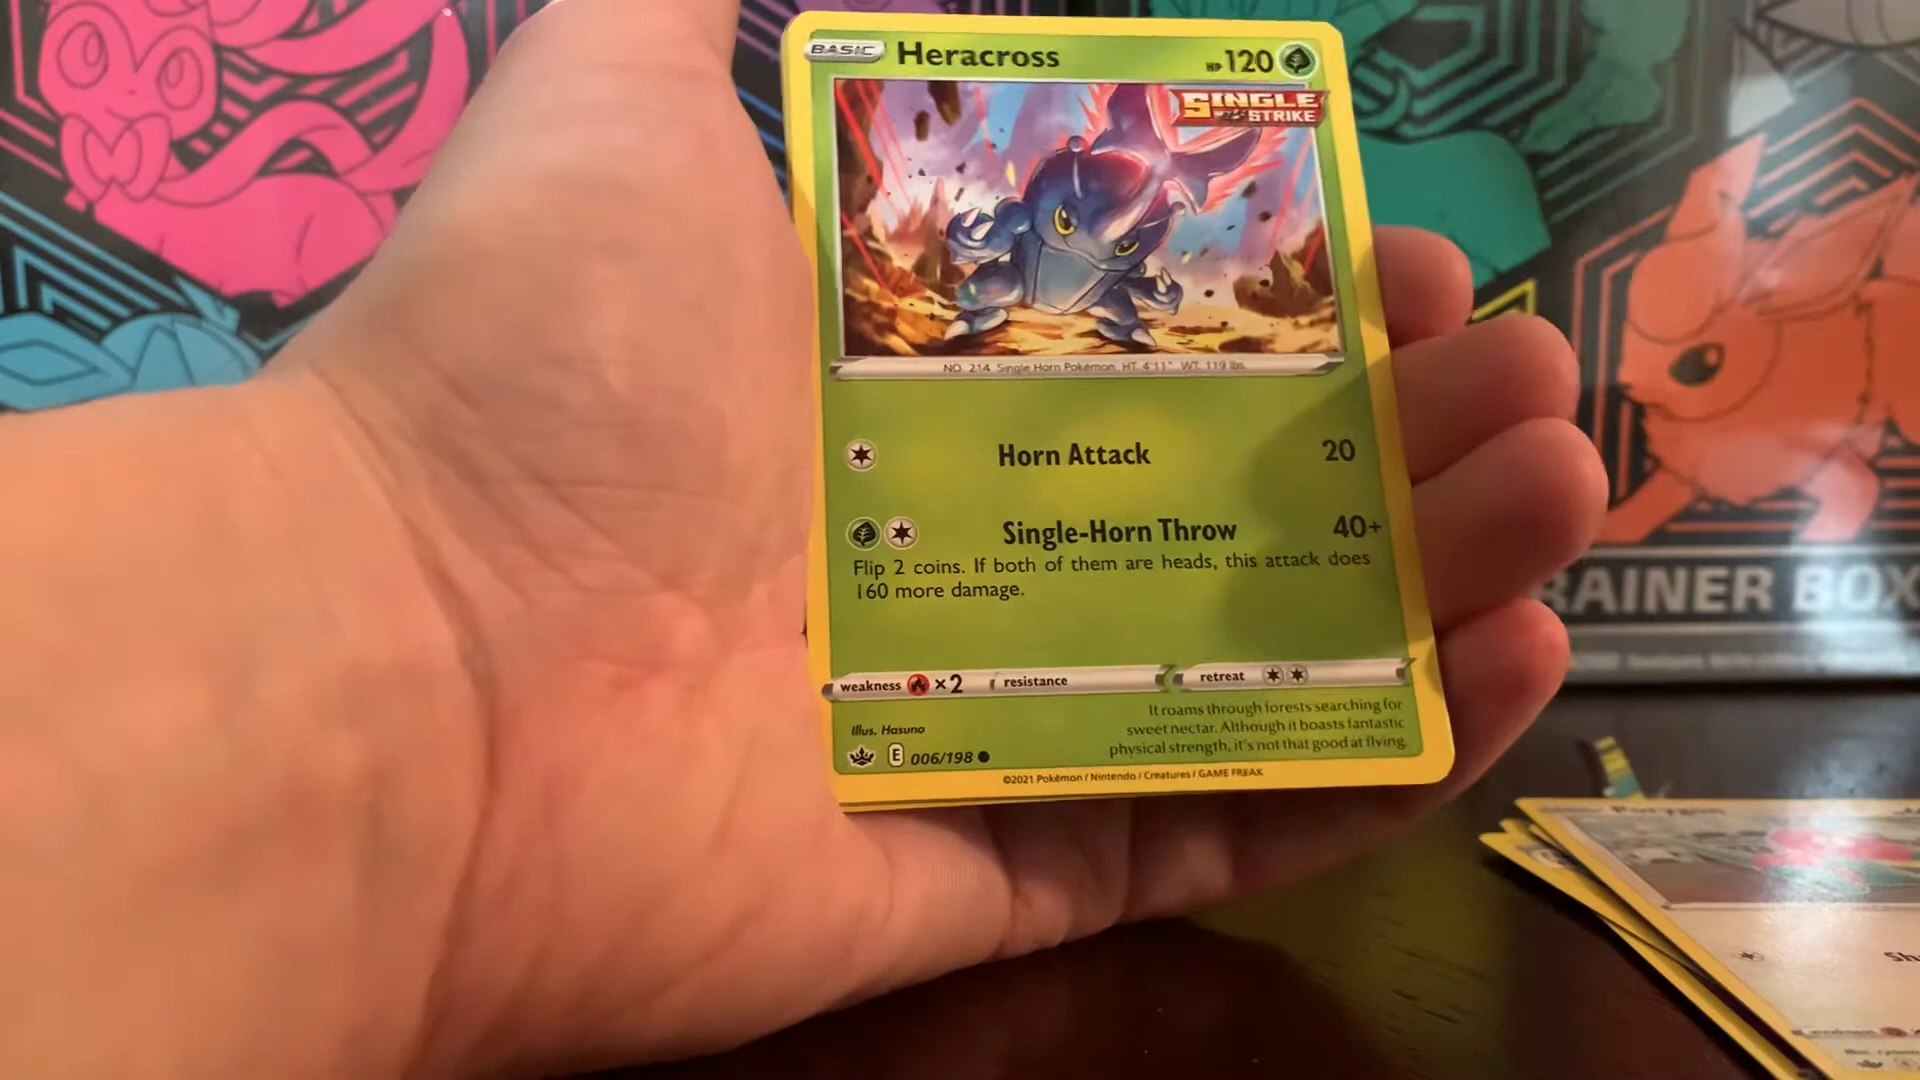 BASIC Heracross HP 120
SINGLE
STRIKE
NO. 214 Single Horn Pokémon HT. 4'11" WT. 119 lbs.
Horn Attack 20
Single-Horn Throw 40+
Flip 2 coins. If both of them are heads, this attack does
160 more damage.
weakness ×2 resistance retreat
It roams through forests searching for
sweet nectar. Although it boasts fantastic
physical strength, it's not that good at flying.
Illus. Hasuno
E 006/198
©2021 Pokémon / Nintendo / Creatures / GAME FREAK
RAINER BOX
Porygon
Sh
weakness